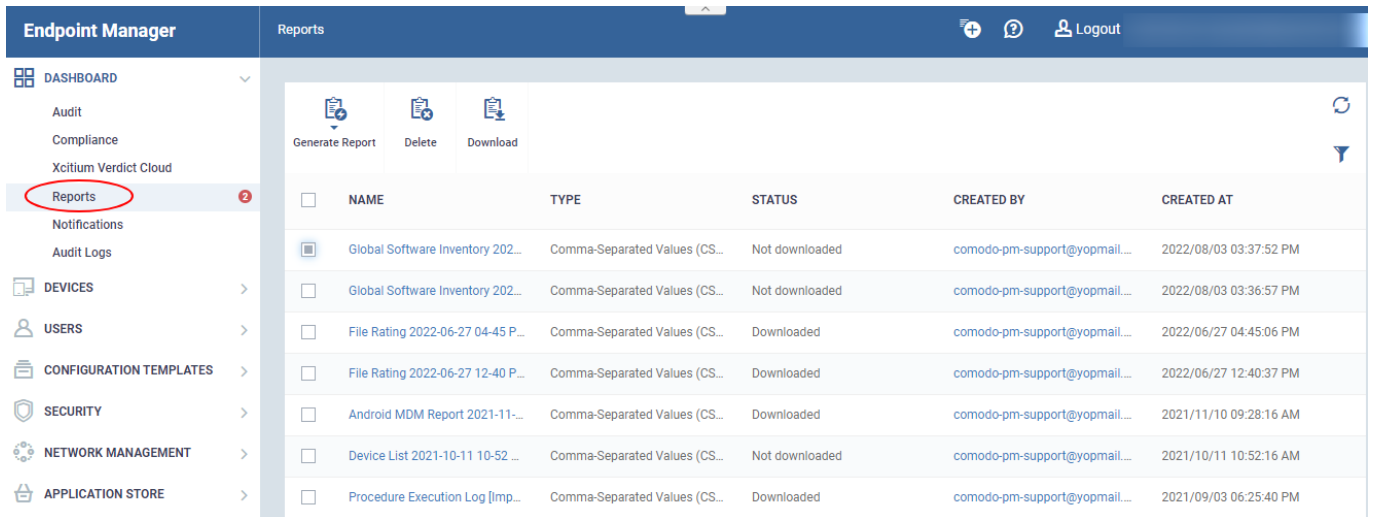 Endpoint Manager
Reports
Logout
DASHBOARD
Audit
Compliance
Xcitium Verdict Cloud
Reports 2
Notifications
Audit Logs
DEVICES
USERS
CONFIGURATION TEMPLATES
SECURITY
NETWORK MANAGEMENT
APPLICATION STORE
Generate Report Delete Download
NAME TYPE STATUS CREATED BY CREATED AT
Global Software Inventory 202... Comma-Separated Values (CS... Not downloaded comodo-pm-support@yopmail.... 2022/08/03 03:37:52 PM
Global Software Inventory 202... Comma-Separated Values (CS... Not downloaded comodo-pm-support@yopmail.... 2022/08/03 03:36:57 PM
File Rating 2022-06-27 04-45 P... Comma-Separated Values (CS... Downloaded comodo-pm-support@yopmail.... 2022/06/27 04:45:06 PM
File Rating 2022-06-27 12-40 P... Comma-Separated Values (CS... Downloaded comodo-pm-support@yopmail.... 2022/06/27 12:40:37 PM
Android MDM Report 2021-11-... Comma-Separated Values (CS... Downloaded comodo-pm-support@yopmail.... 2021/11/10 09:28:16 AM
Device List 2021-10-11 10-52 ... Comma-Separated Values (CS... Not downloaded comodo-pm-support@yopmail.... 2021/10/11 10:52:16 AM
Procedure Execution Log [Imp... Comma-Separated Values (CS... Downloaded comodo-pm-support@yopmail.... 2021/09/03 06:25:40 PM